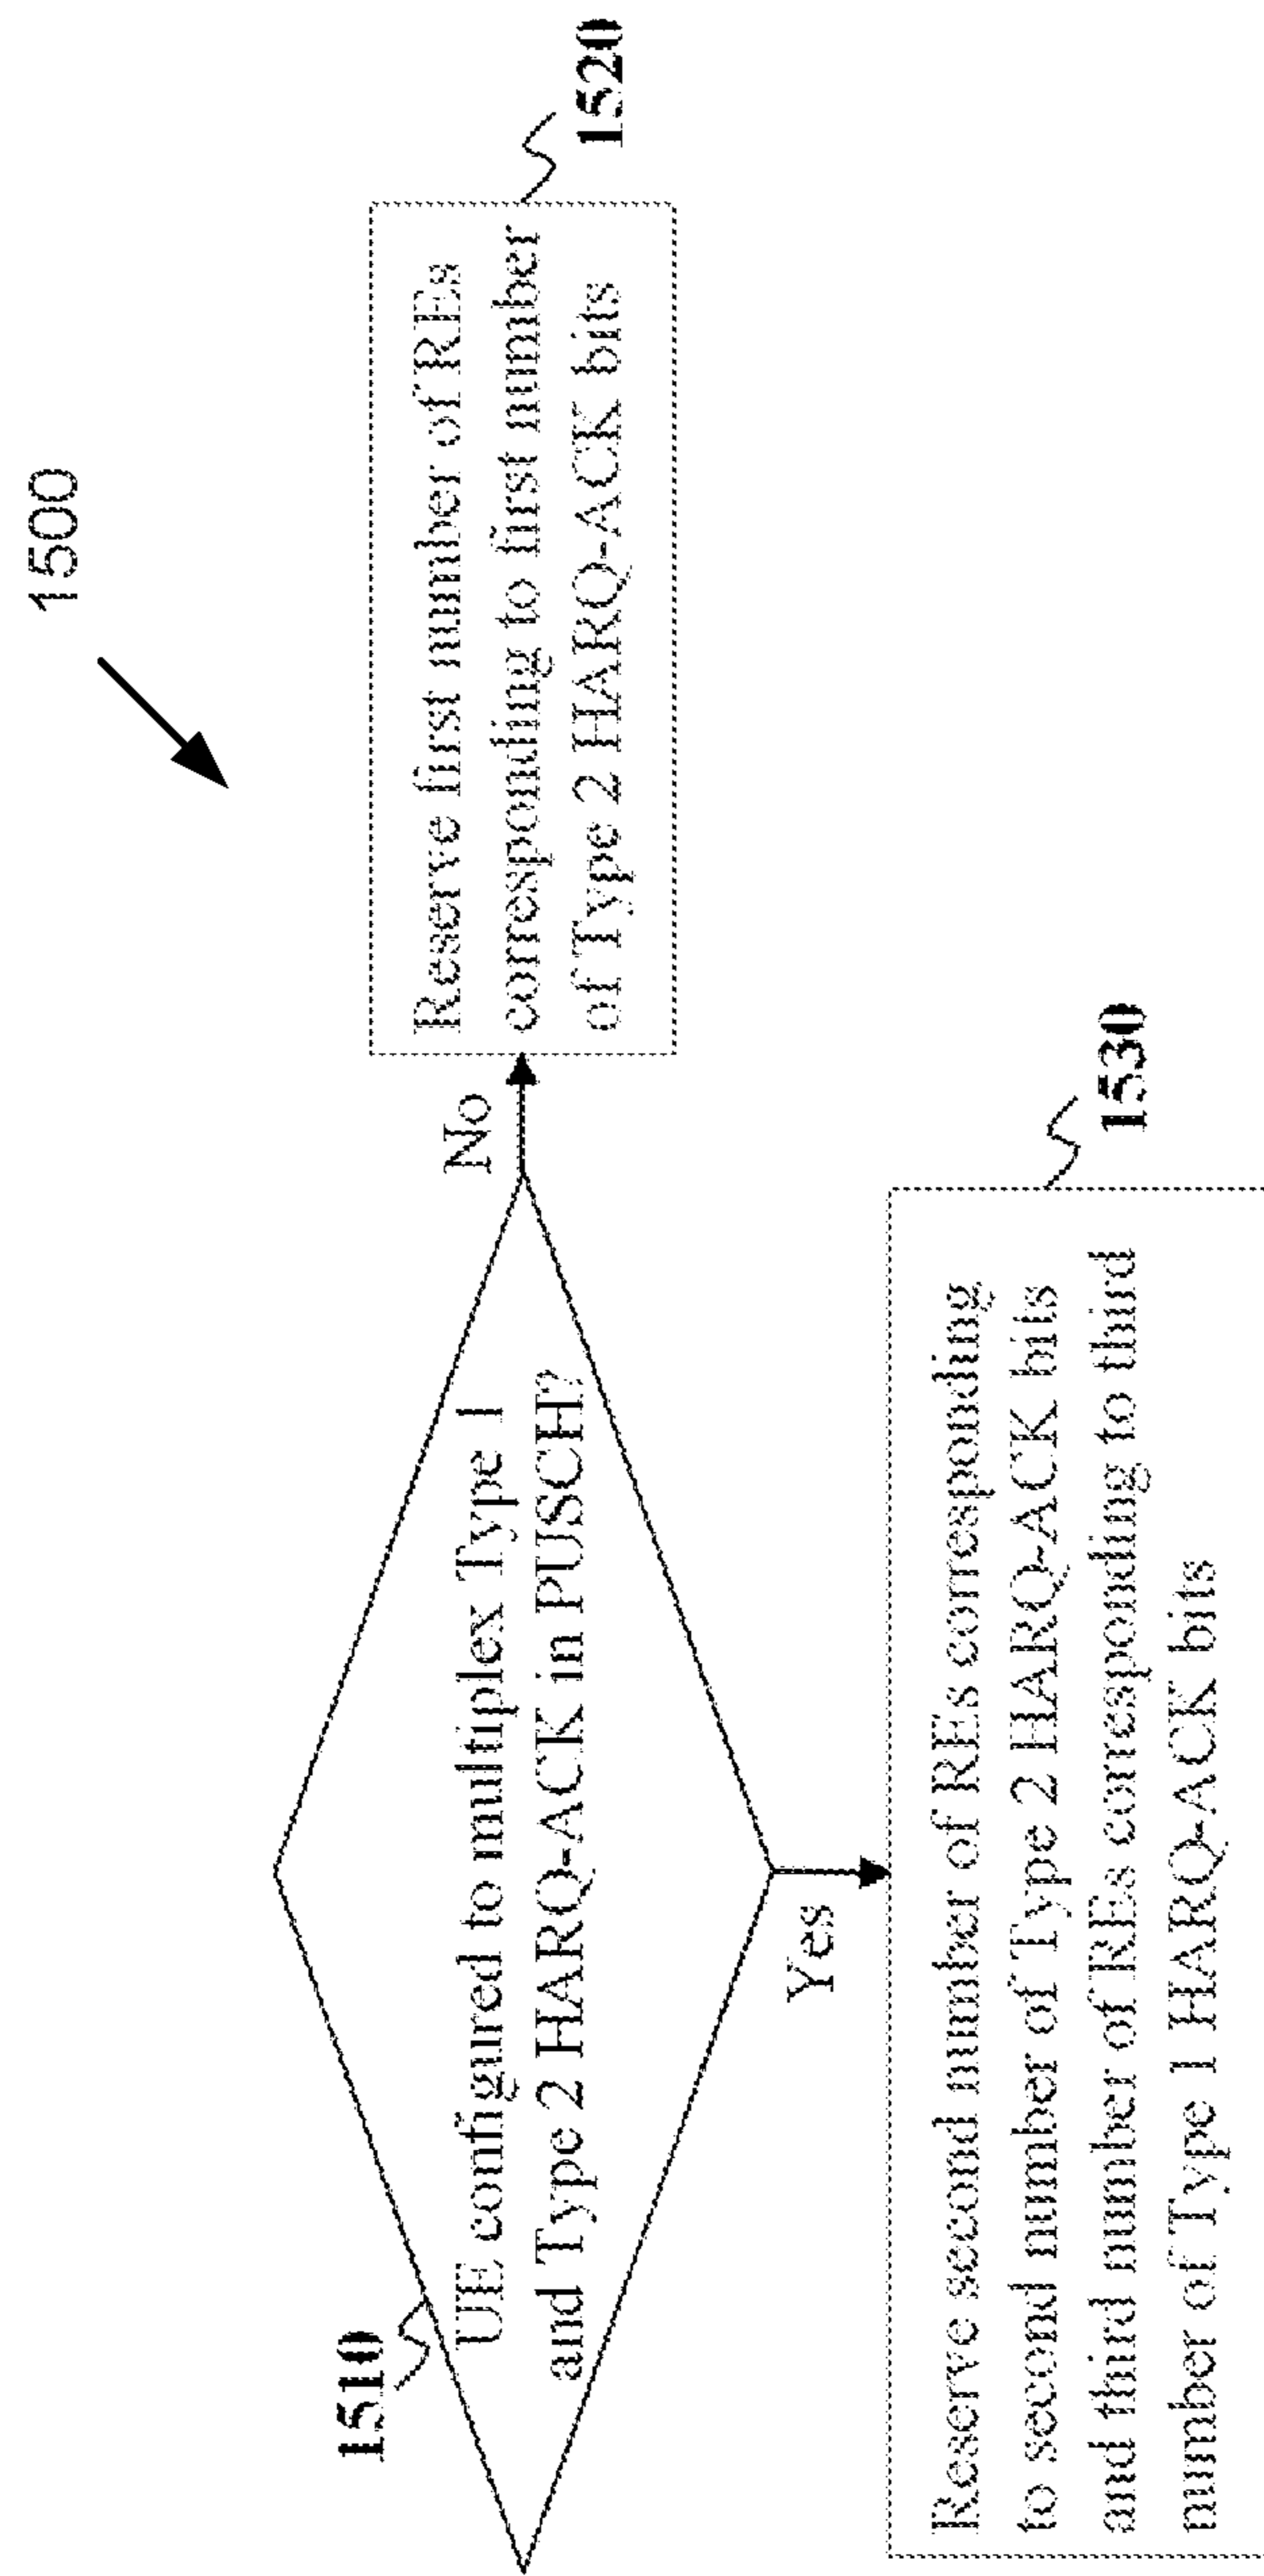 1500
1510
UE configured to multiplex Type 1
and Type 2 HARQ-ACK in PUSCH?
No
Reserve first number of REs
corresponding to first number
of Type 2 HARQ-ACK bits
1520
Yes
Reserve second number of REs corresponding
to second number of Type 2 HARQ-ACK bits
and third number of REs corresponding to third
number of Type 1 HARQ-ACK bits
1530